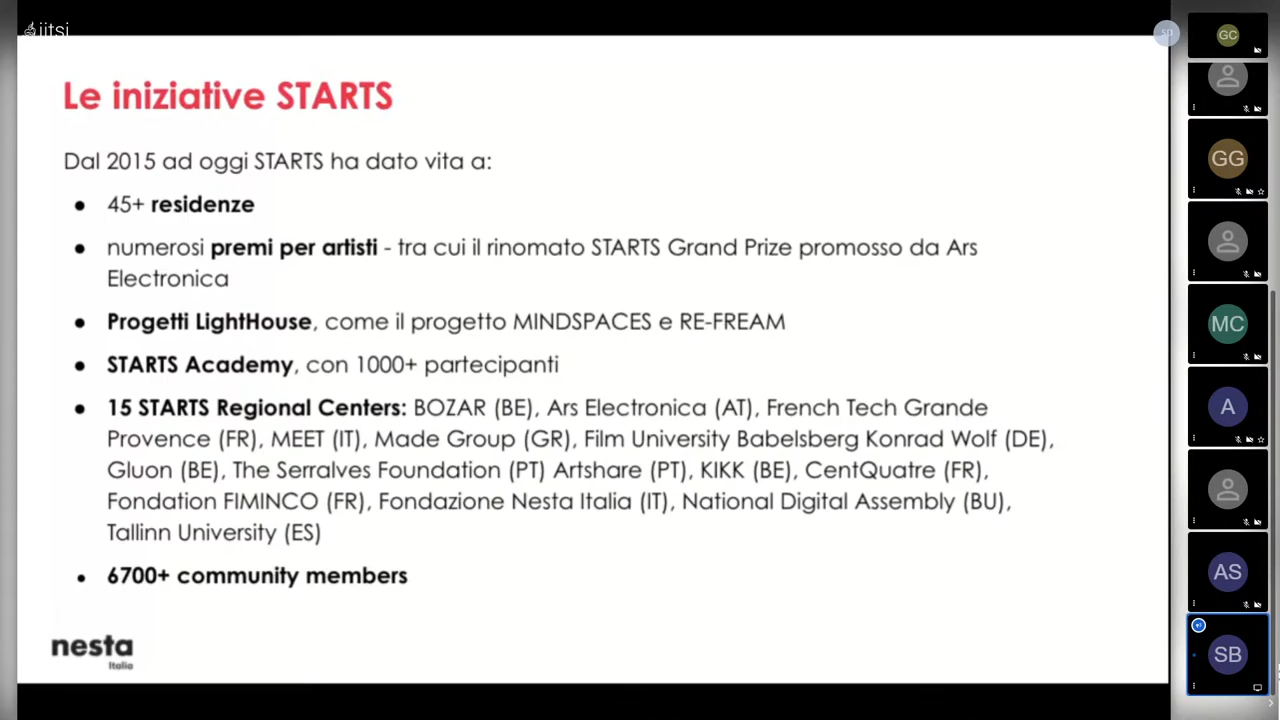 jitsi
SD
Le iniziative STARTS
Dal 2015 ad oggi STARTS ha dato vita a:
● 45+ residenze
● numerosi premi per artisti - tra cui il rinomato STARTS Grand Prize promosso da Ars
Electronica
● Progetti LightHouse, come il progetto MINDSPACES e RE-FREAM
● STARTS Academy, con 1000+ partecipanti
● 15 STARTS Regional Centers: BOZAR (BE), Ars Electronica (AT), French Tech Grande
Provence (FR), MEET (IT), Made Group (GR), Film University Babelsberg Konrad Wolf (DE),
Gluon (BE), The Serralves Foundation (PT) Artshare (PT), KIKK (BE), CentQuatre (FR),
Fondation FIMINCO (FR), Fondazione Nesta Italia (IT), National Digital Assembly (BU),
Tallinn University (ES)
● 6700+ community members
nesta
Italia
GC
GG
MC
A
AS
SB